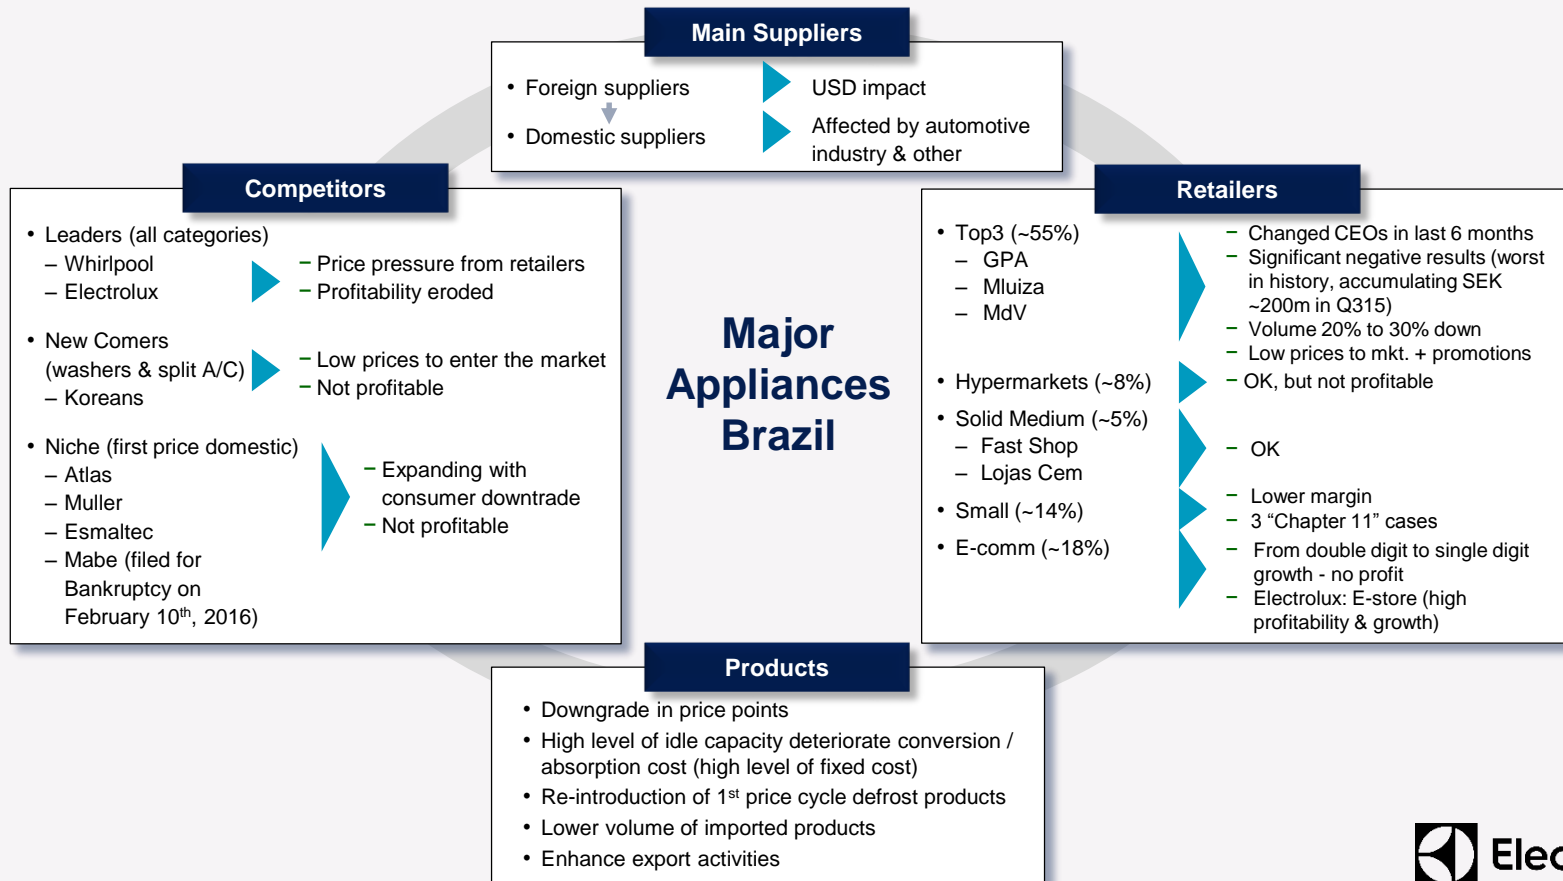 Main Suppliers
• Foreign suppliers
USD impact
• Domestic suppliers
Affected by automotive
industry & other
Competitors
• Leaders (all categories)
– Whirlpool
– Electrolux
– Price pressure from retailers
– Profitability eroded
• New Comers
(washers & split A/C)
– Koreans
– Low prices to enter the market
– Not profitable
• Niche (first price domestic)
– Atlas
– Muller
– Esmaltec
– Mabe (filed for
Bankruptcy on
February 10th, 2016)
– Expanding with
consumer downtrade
– Not profitable
Major
Appliances
Brazil
Retailers
• Top3 (~55%)
– GPA
– Mluiza
– MdV
– Changed CEOs in last 6 months
– Significant negative results (worst
in history, accumulating SEK
~200m in Q315)
– Volume 20% to 30% down
– Low prices to mkt. + promotions
• Hypermarkets (~8%)
– OK, but not profitable
• Solid Medium (~5%)
– Fast Shop
– Lojas Cem
– OK
• Small (~14%)
– Lower margin
– 3 “Chapter 11” cases
• E-comm (~18%)
– From double digit to single digit
growth - no profit
– Electrolux: E-store (high
profitability & growth)
Products
• Downgrade in price points
• High level of idle capacity deteriorate conversion /
absorption cost (high level of fixed cost)
• Re-introduction of 1st price cycle defrost products
• Lower volume of imported products
• Enhance export activities
Elec